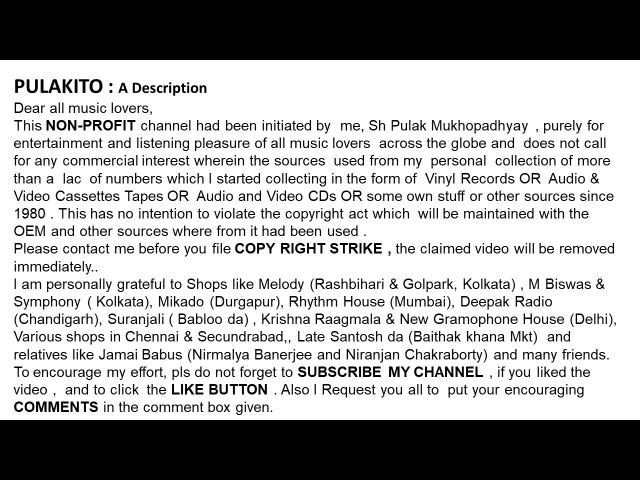 PULAKITO : A Description
Dear all music lovers,
This NON-PROFIT channel had been initiated by me, Sh Pulak Mukhopadhyay , purely for
entertainment and listening pleasure of all music lovers across the globe and does not call
for any commercial interest wherein the sources used from my personal collection of more
than a lac of numbers which I started collecting in the form of Vinyl Records OR Audio &
Video Cassettes Tapes OR Audio and Video CDs OR some own stuff or other sources since
1980 . This has no intention to violate the copyright act which will be maintained with the
OEM and other sources where from it had been used .
Please contact me before you file COPY RIGHT STRIKE , the claimed video will be removed
immediately..
I am personally grateful to Shops like Melody (Rashbihari & Golpark, Kolkata) , M Biswas &
Symphony ( Kolkata), Mikado (Durgapur), Rhythm House (Mumbai), Deepak Radio
(Chandigarh), Suranjali ( Babloo da) , Krishna Raagmala & New Gramophone House (Delhi),
Various shops in Chennai & Secundrabad,, Late Santosh da (Baithak khana Mkt) and
relatives like Jamai Babus (Nirmalya Banerjee and Niranjan Chakraborty) and many friends.
To encourage my effort, pls do not forget to SUBSCRIBE MY CHANNEL , if you liked the
video , and to click the LIKE BUTTON . Also I Request you all to put your encouraging
COMMENTS in the comment box given.